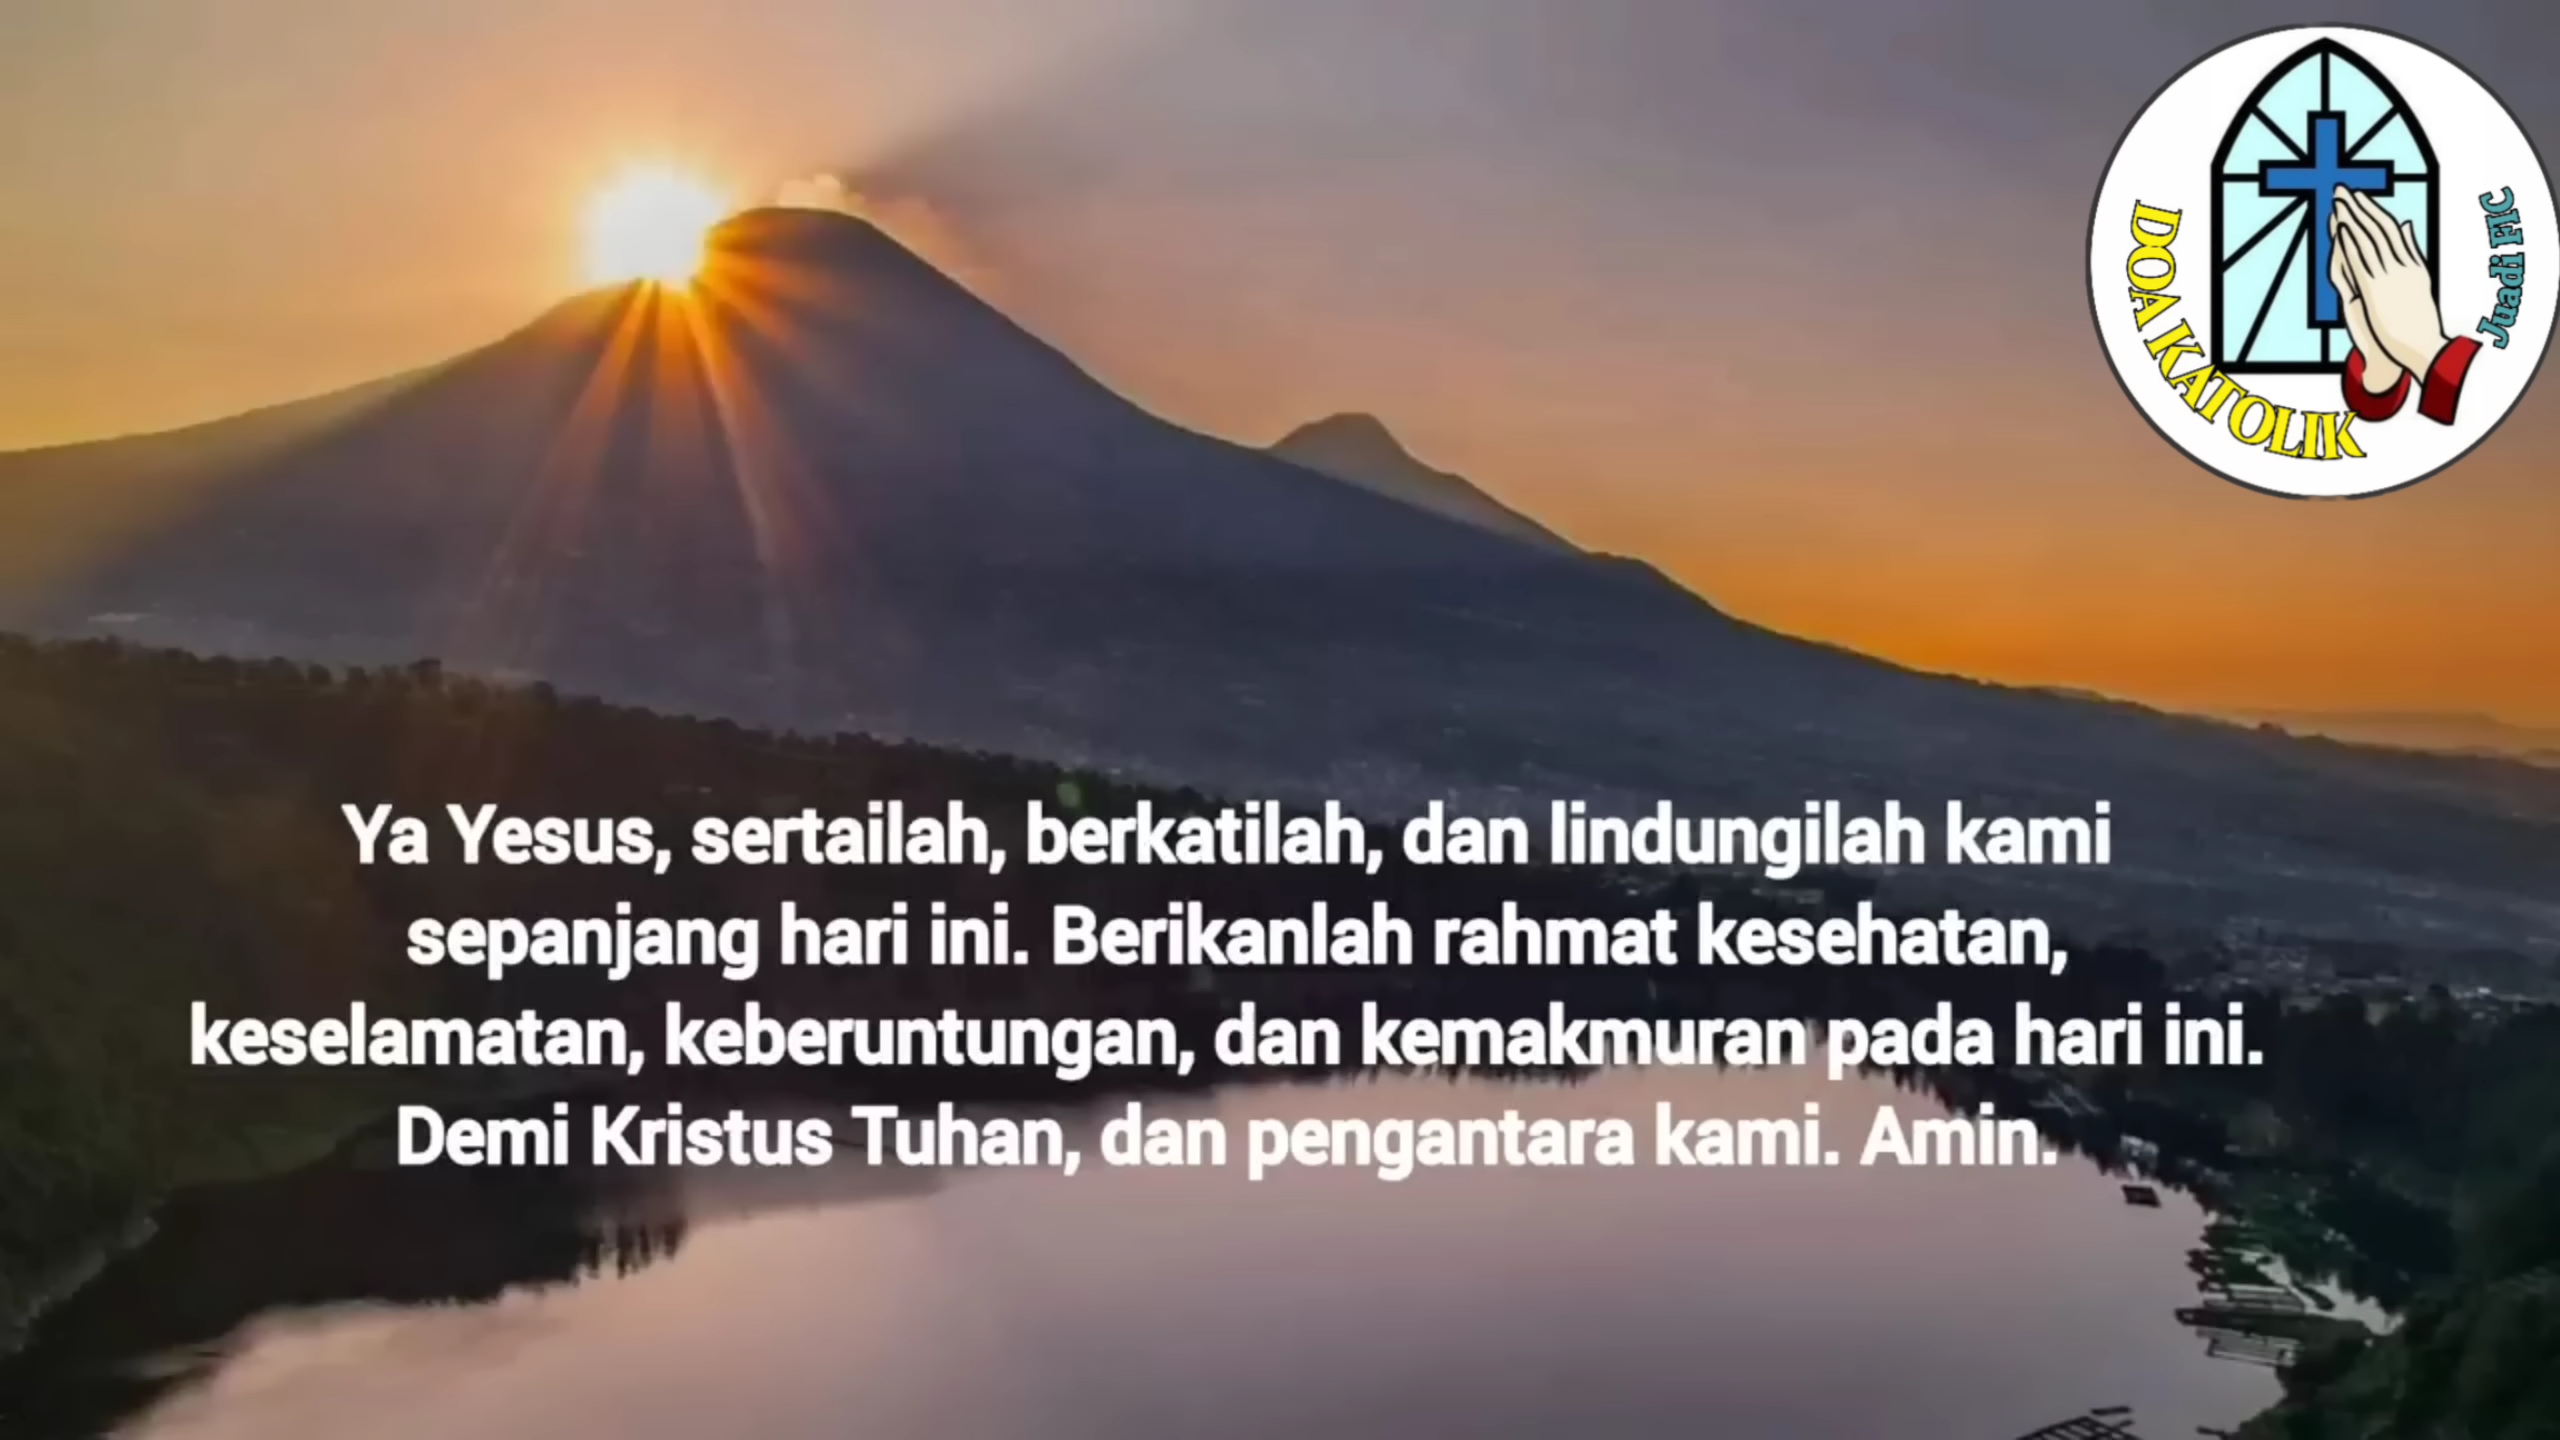 DOA KATOLIK
Juadi FIC
Ya Yesus, sertailah, berkatilah, dan lindungilah kami
sepanjang hari ini. Berikanlah rahmat kesehatan,
keselamatan, keberuntungan, dan kemakmuran pada hari ini.
Demi Kristus Tuhan, dan pengantara kami. Amin.